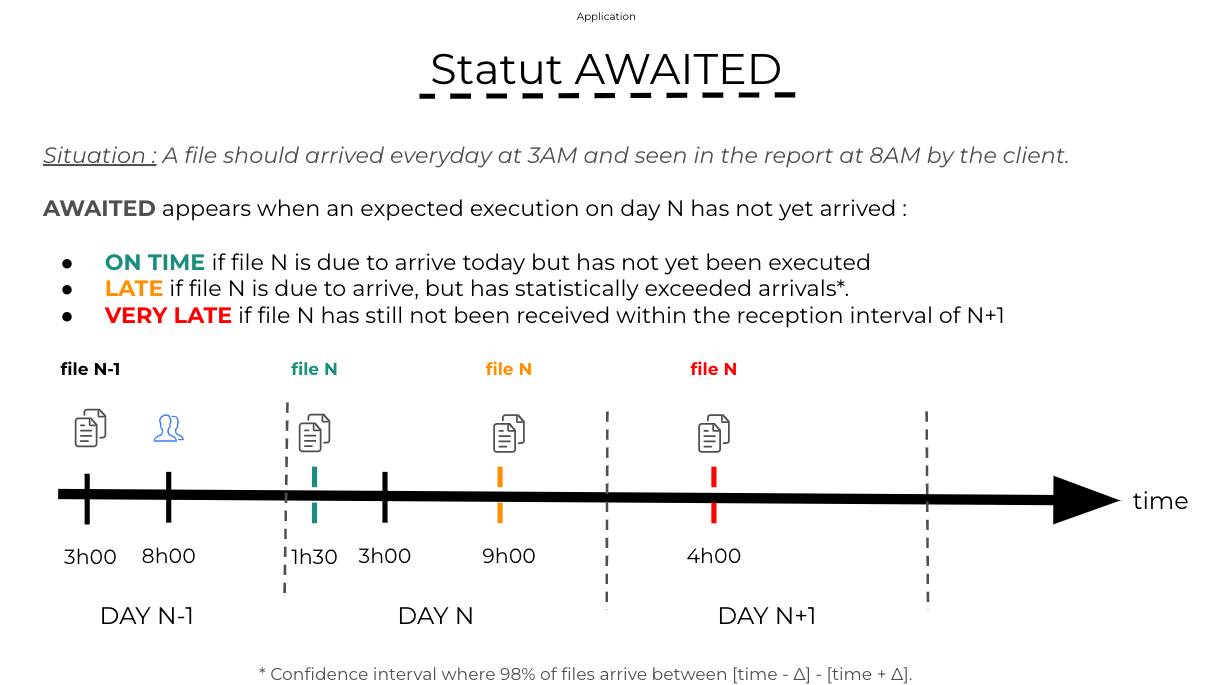 Application
Statut AWAITED
Situation : A file should arrived everyday at 3AM and seen in the report at 8AM by the client.
AWAITED appears when an expected execution on day N has not yet arrived :
● ON TIME if file N is due to arrive today but has not yet been executed
● LATE if file N is due to arrive, but has statistically exceeded arrivals*.
● VERY LATE if file N has still not been received within the reception interval of N+1
file N-1 file N file N file N
time
3h00 8h00 1h30 3h00 9h00 4h00
DAY N-1 DAY N DAY N+1
* Confidence interval where 98% of files arrive between [time - Δ] - [time + Δ].